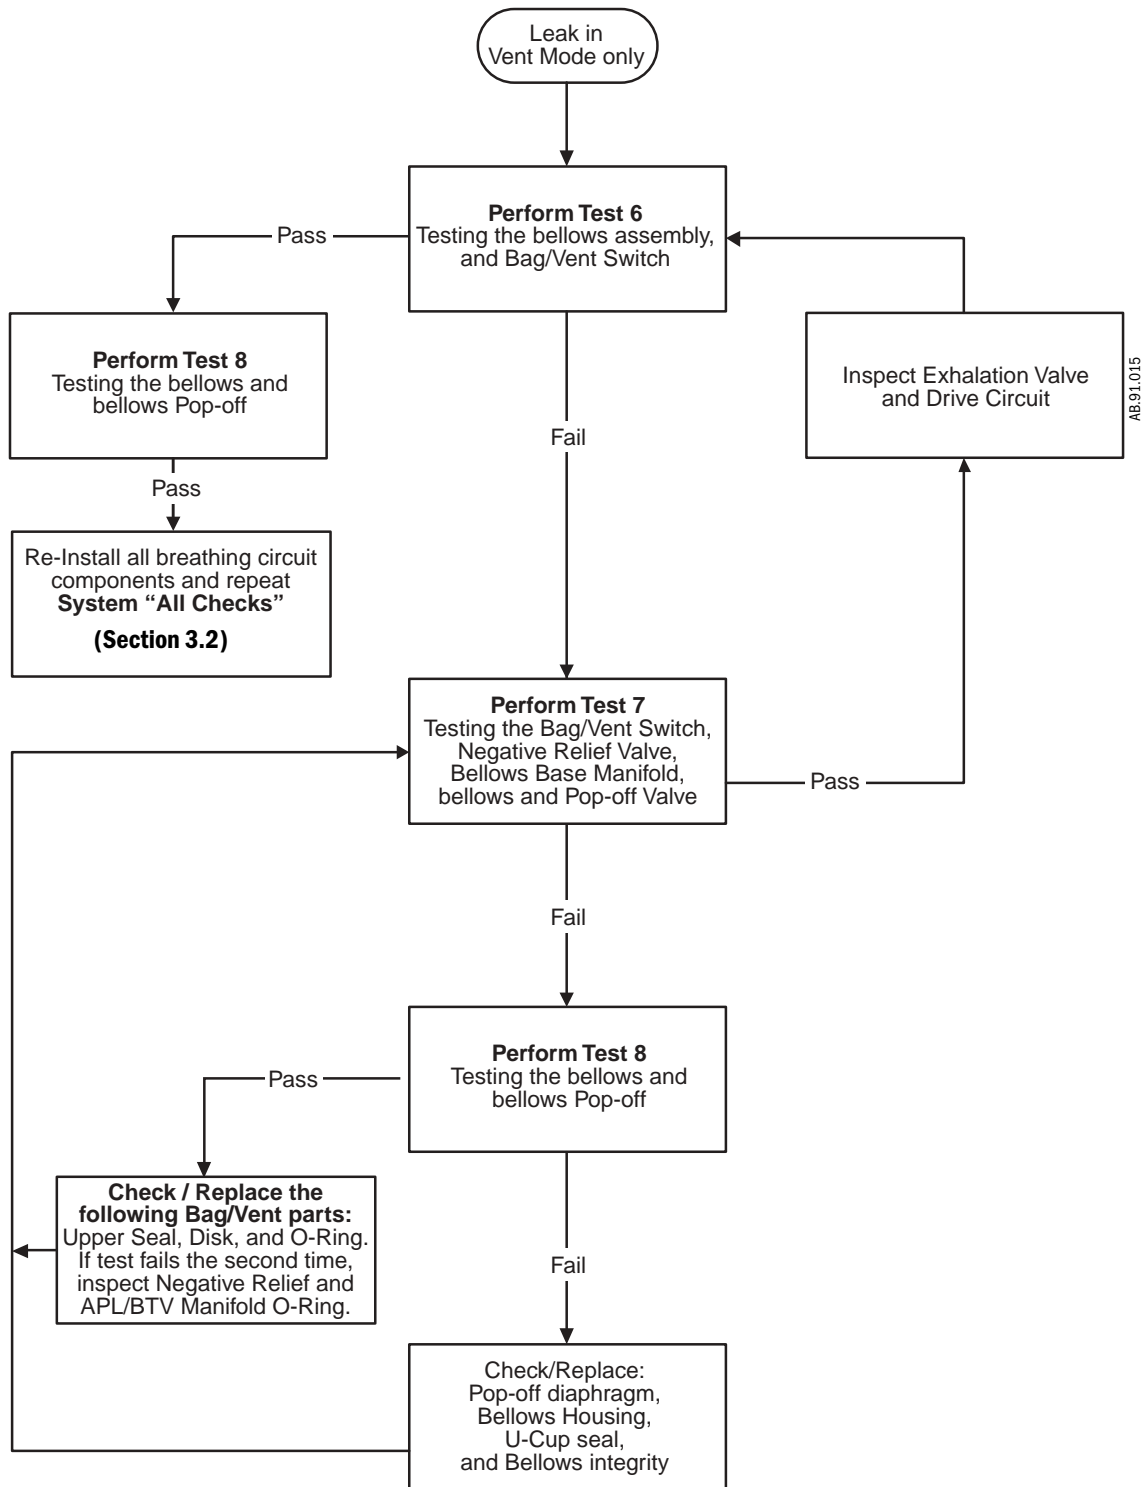 Leak in
Vent Mode only
Perform Test 6
Testing the bellows assembly,
and Bag/Vent Switch
Pass
Perform Test 8
Testing the bellows and
bellows Pop-off
Inspect Exhalation Valve
and Drive Circuit
AB.91.015
Fail
Pass
Re-Install all breathing circuit
components and repeat
System “All Checks”
(Section 3.2)
Perform Test 7
Testing the Bag/Vent Switch,
Negative Relief Valve,
Bellows Base Manifold,
bellows and Pop-off Valve
Pass
Fail
Perform Test 8
Testing the bellows and
bellows Pop-off
Pass
Check / Replace the
following Bag/Vent parts:
Upper Seal, Disk, and O-Ring.
If test fails the second time,
inspect Negative Relief and
APL/BTV Manifold O-Ring.
Fail
Check/Replace:
Pop-off diaphragm,
Bellows Housing,
U-Cup seal,
and Bellows integrity